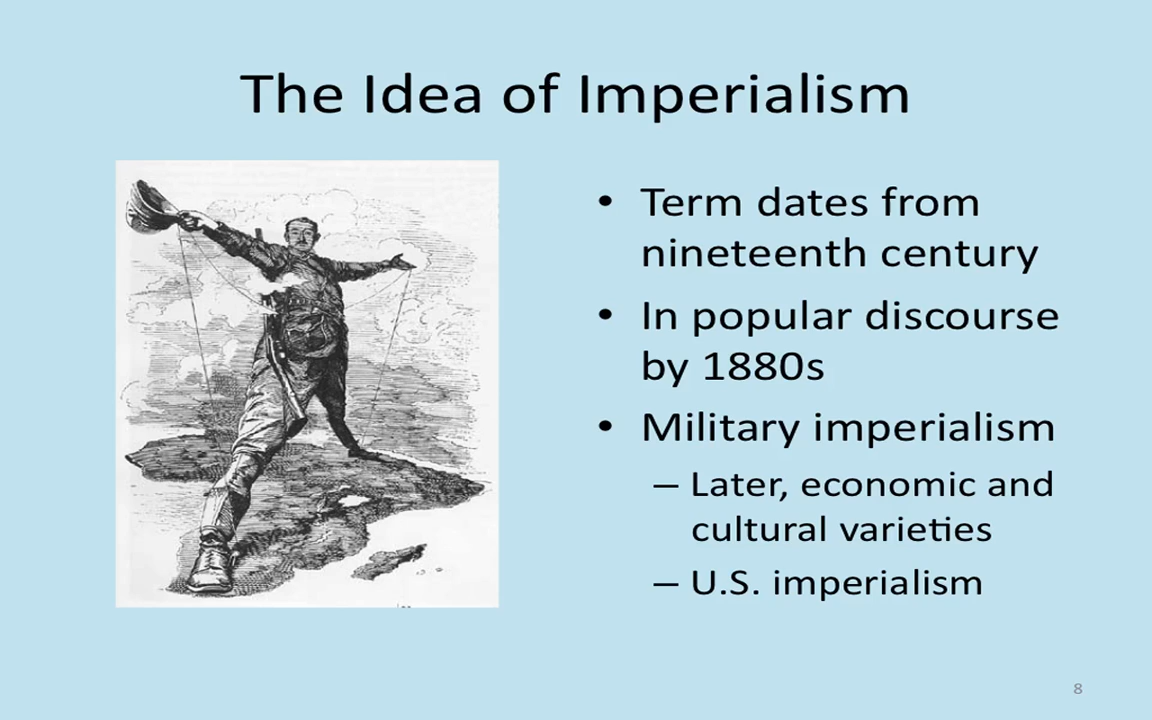 The Idea of Imperialism
• Term dates from
nineteenth century
• In popular discourse
by 1880s
• Military imperialism
– Later, economic and
cultural varieties
– U.S. imperialism
8